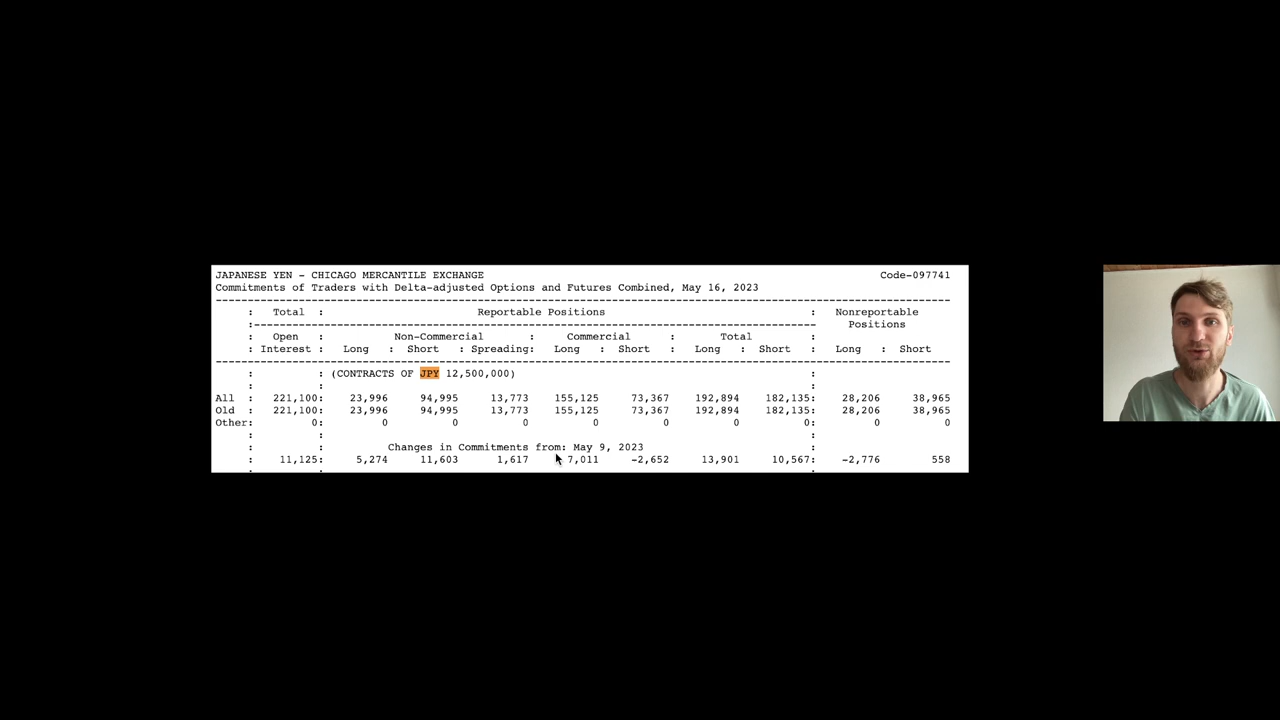 JAPANESE YEN - CHICAGO MERCANTILE EXCHANGE Code-097741
Commitments of Traders with Delta-adjusted Options and Futures Combined, May 16, 2023
: Total : Reportable Positions : Nonreportable
Positions
: Open : Non-Commercial : Commercial : Total :
: Interest : Long : Short : Spreading: Long : Short : Long : Short : Long : Short
: : (CONTRACTS OF JPY 12,500,000) :
All : 221,100: 23,996 94,995 13,773 155,125 73,367 192,894 182,135: 28,206 38,965
Old : 221,100: 23,996 94,995 13,773 155,125 73,367 192,894 182,135: 28,206 38,965
Other: 0: 0 0 0 0 0 0 0: 0 0
: : Changes in Commitments from: May 9, 2023 :
11,125: 5,274 11,603 1,617 7,011 -2,652 13,901 10,567: -2,776 558